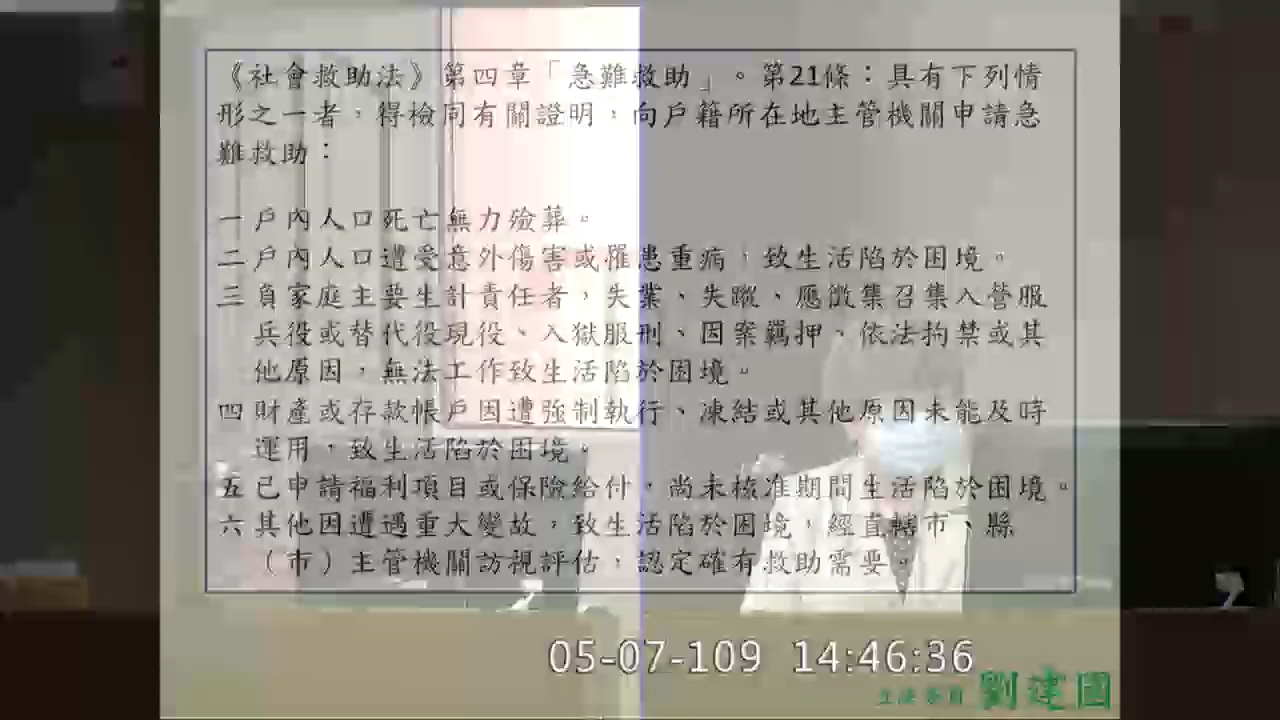 《社會救助法》第四章「急難救助」。第21條：具有下列情
形之一者，得檢同有關證明，向戶籍所在地主管機關申請急
難救助：
一 戶內人口死亡無力殮葬。
二 戶內人口遭受意外傷害或罹患重病，致生活陷於困境。
三 負家庭主要生計責任者，失業、失蹤、應徵集召集入營服
兵役或替代役現役、入獄服刑、因案羈押、依法拘禁或其
他原因，無法工作致生活陷於困境。
四 財產或存款帳戶因遭強制執行、凍結或其他原因未能及時
運用，致生活陷於困境。
五 已申請福利項目或保險給付，尚未核准期間生活陷於困境。
六 其他因遭遇重大變故，致生活陷於困境，經直轄市、縣
（市）主管機關訪視評估，認定確有救助需要。
05-07-109 14:46:36
立法委員 劉建國